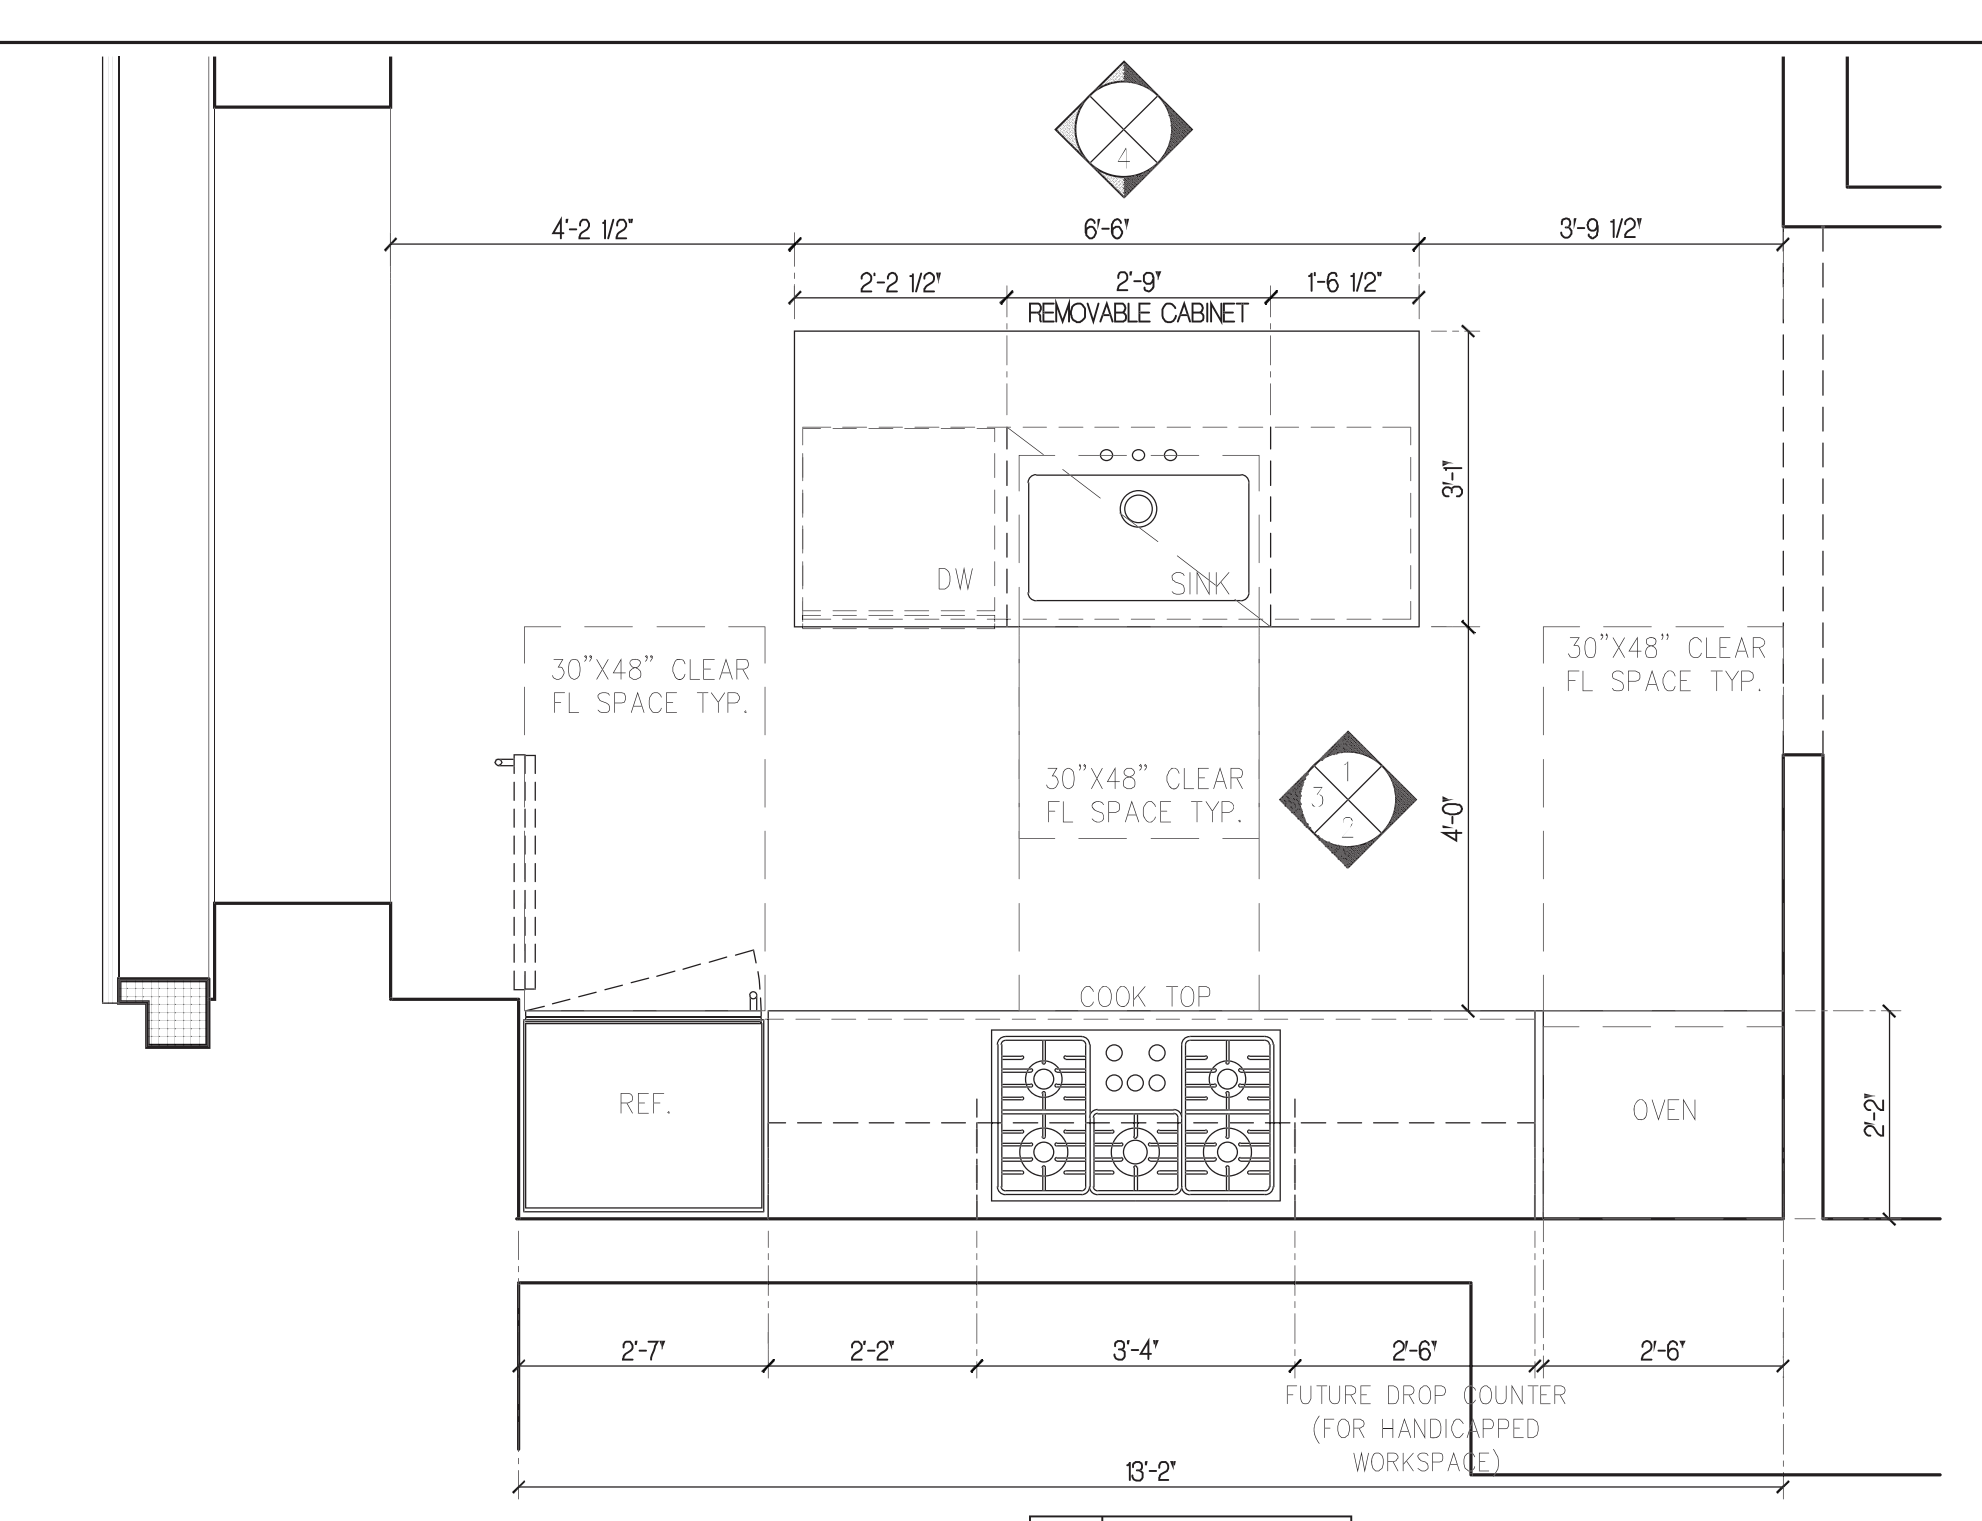 4
4'-2 1/2"
6'-6"
3'-9 1/2"
2'-2 1/2"
2'-9"
1'-6 1/2"
REMOVABLE CABINET
3'-1"
DW
SINK
30”X48” CLEAR
FL SPACE TYP.
30”X48” CLEAR
FL SPACE TYP.
30”X48” CLEAR
FL SPACE TYP.
1
3
2
4'-0"
COOK TOP
REF.
OVEN
2'-2"
2'-7"
2'-2"
3'-4"
2'-6"
2'-6"
FUTURE DROP COUNTER
(FOR HANDICAPPED
WORKSPACE)
13'-2"